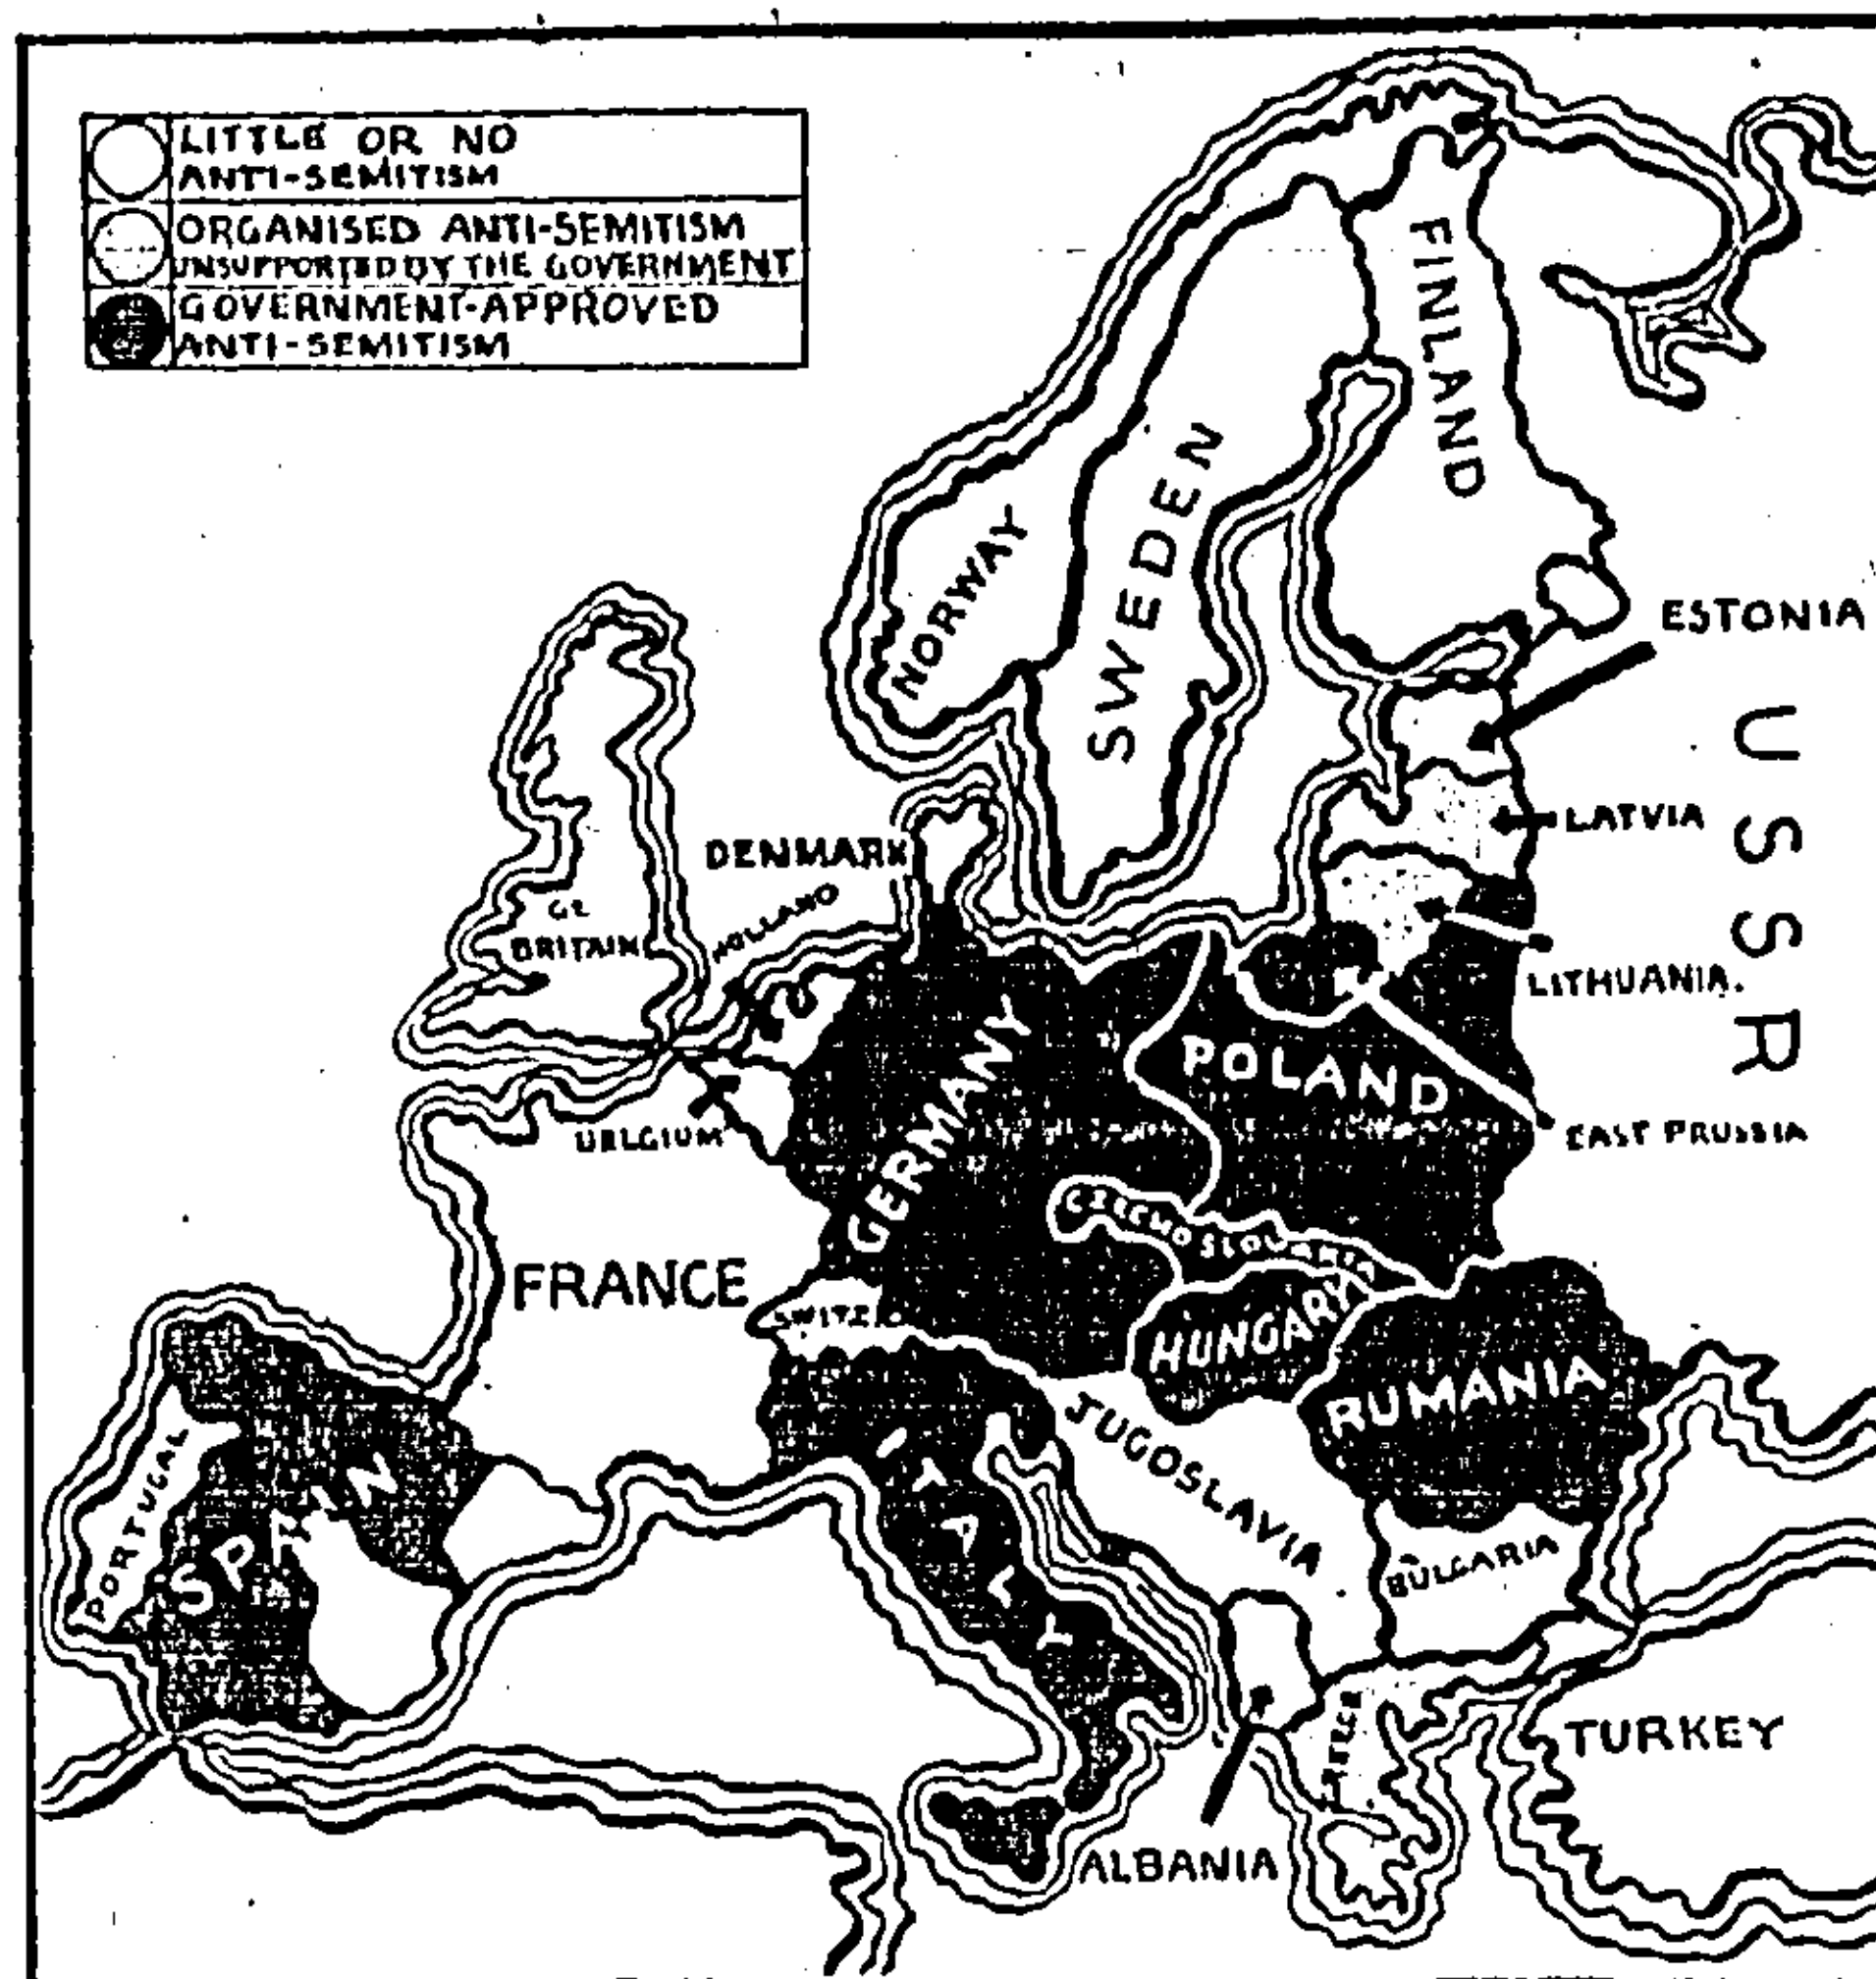 LITTLE OR NO
ANTI-SEMITISM
ORGANISED ANTI-SEMITISM
UNSUPPORTED BY THE GOVERNMENT
GOVERNMENT-APPROVED
ANTI-SEMITISM
FINLAND
SWEDEN
NORWAY
ESTONIA
USSR
LATVIA
DENMARK
HOLLAND
GT
BRITAIN
LITHUANIA.
GERMANY
POLAND
EAST PRUSSIA
BELGIUM
CZECHOSLOVAKIA
FRANCE
SWITZ
HUNGARY
RUMANIA
JUGOSLAVIA
PORTUGAL
SPAIN
ITALY
BULGARIA
GREECE
TURKEY
ALBANIA